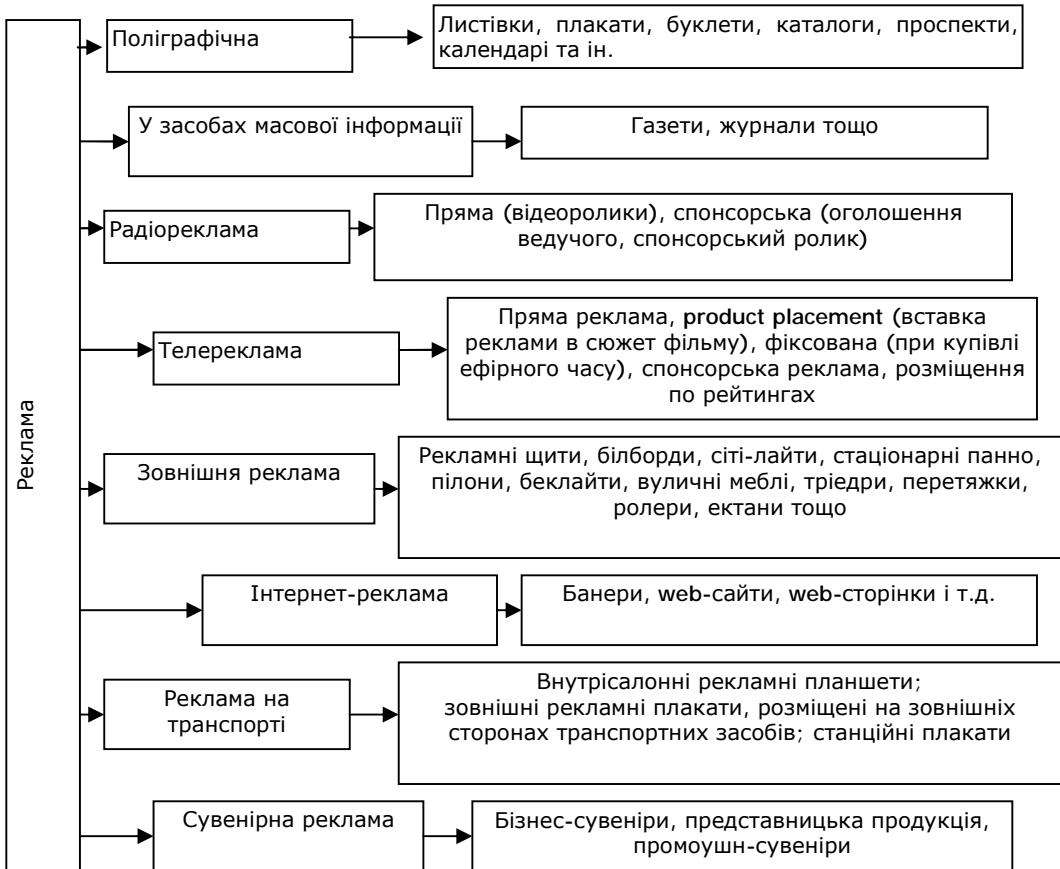 Реклама
Поліграфічна
Листівки, плакати, буклети, каталоги, проспекти,
календарі та ін.
У засобах масової інформації
Газети, журнали тощо
Радіореклама
Пряма (відеоролики), спонсорська (оголошення
ведучого, спонсорський ролик)
Телереклама
Пряма реклама, product placement (вставка
реклами в сюжет фільму), фіксована (при купівлі
ефірного часу), спонсорська реклама, розміщення
по рейтингах
Зовнішня реклама
Рекламні щити, білборди, сіті-лайти, стаціонарні панно,
пілони, беклайти, вуличні меблі, тріедри, перетяжки,
ролери, ектани тощо
Інтернет-реклама
Банери, web-сайти, web-сторінки і т.д.
Реклама на
транспорті
Внутрісалонні рекламні планшети;
зовнішні рекламні плакати, розміщені на зовнішніх
сторонах транспортних засобів; станційні плакати
Сувенірна реклама
Бізнес-сувеніри, представницька продукція,
промоушн-сувеніри